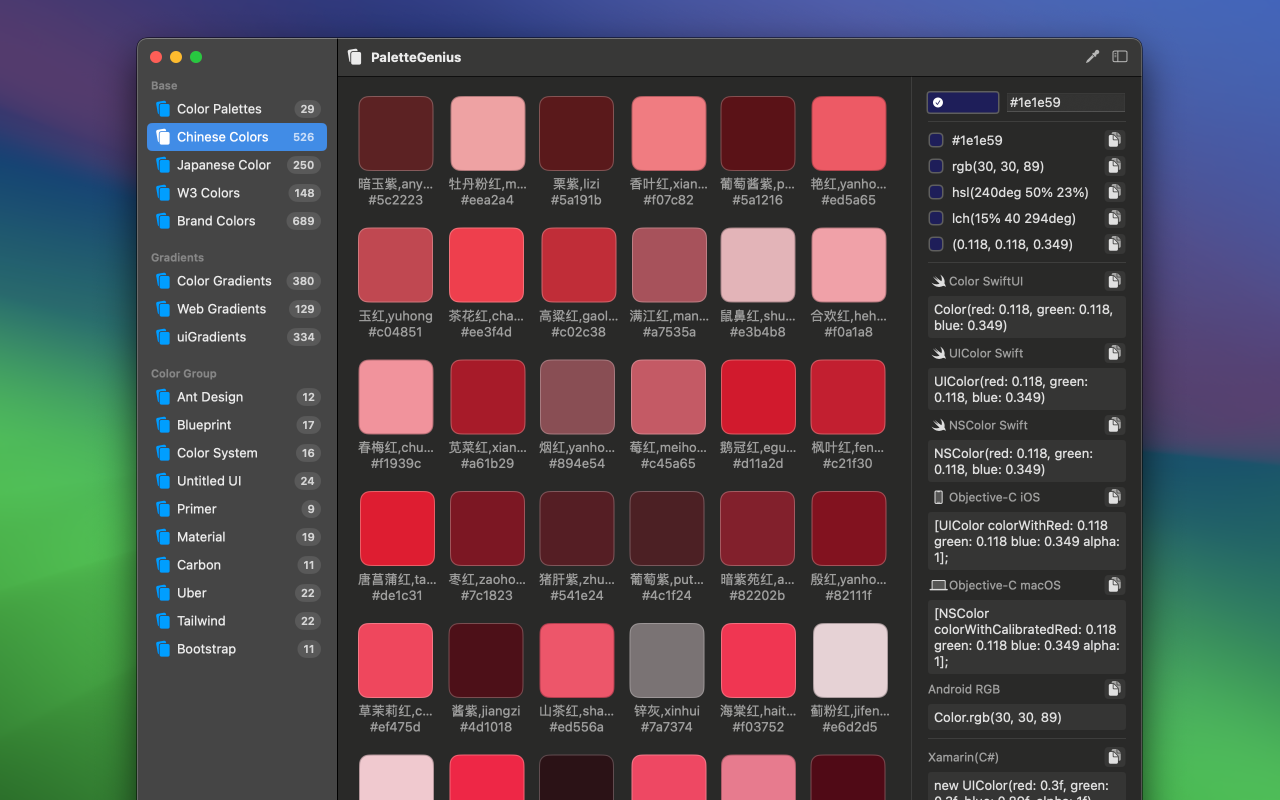 PaletteGenius
Base
Color Palettes 29
Chinese Colors 526
Japanese Color 250
W3 Colors 148
Brand Colors 689
Gradients
Color Gradients 380
Web Gradients 129
uiGradients 334
Color Group
Ant Design 12
Blueprint 17
Color System 16
Untitled UI 24
Primer 9
Material 19
Carbon 11
Uber 22
Tailwind 22
Bootstrap 11
暗玉紫,any... 牡丹粉红,m... 栗紫,lizi 香叶红,xian... 葡萄酱紫,p... 艳红,yanho...
#5c2223 #eea2a4 #5a191b #f07c82 #5a1216 #ed5a65
玉红,yuhong 茶花红,cha... 高粱红,gaol... 满江红,man... 鼠鼻红,shu... 合欢红,heh...
#c04851 #ee3f4d #c02c38 #a7535a #e3b4b8 #f0a1a8
春梅红,chu... 苋菜红,xian... 烟红,yanho... 莓红,meiho... 鹅冠红,egu... 枫叶红,fen...
#f1939c #a61b29 #894e54 #c45a65 #d11a2d #c21f30
唐菖蒲红,ta... 枣红,zaoho... 猪肝紫,zhu... 葡萄紫,put... 暗紫苑红,a... 殷红,yanho...
#de1c31 #7c1823 #541e24 #4c1f24 #82202b #82111f
草茉莉红,c... 酱紫,jiangzi 山茶红,sha... 锌灰,xinhui 海棠红,hait... 蓟粉红,jifen...
#ef475d #4d1018 #ed556a #7a7374 #f03752 #e6d2d5
#1e1e59
#1e1e59
rgb(30, 30, 89)
hsl(240deg 50% 23%)
lch(15% 40 294deg)
(0.118, 0.118, 0.349)
Color SwiftUI
Color(red: 0.118, green: 0.118,
blue: 0.349)
UIColor Swift
UIColor(red: 0.118, green:
0.118, blue: 0.349)
NSColor Swift
NSColor(red: 0.118, green:
0.118, blue: 0.349)
Objective-C iOS
[UIColor colorWithRed: 0.118
green: 0.118 blue: 0.349 alpha:
1];
Objective-C macOS
[NSColor
colorWithCalibratedRed: 0.118
green: 0.118 blue: 0.349 alpha:
1];
Android RGB
Color.rgb(30, 30, 89)
Xamarin(C#)
new UIColor(red: 0.3f, green: